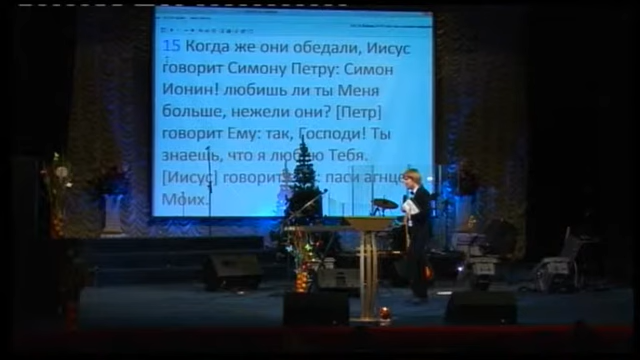 15 Когда же они обедали, Иисус
говорит Симону Петру: Симон
Ионин! любишь ли ты Меня
больше, нежели они? [Петр]
говорит Ему: так, Господи! Ты
знаешь, что я люблю Тебя.
[Иисус] говорит паси агнцев
Моих.